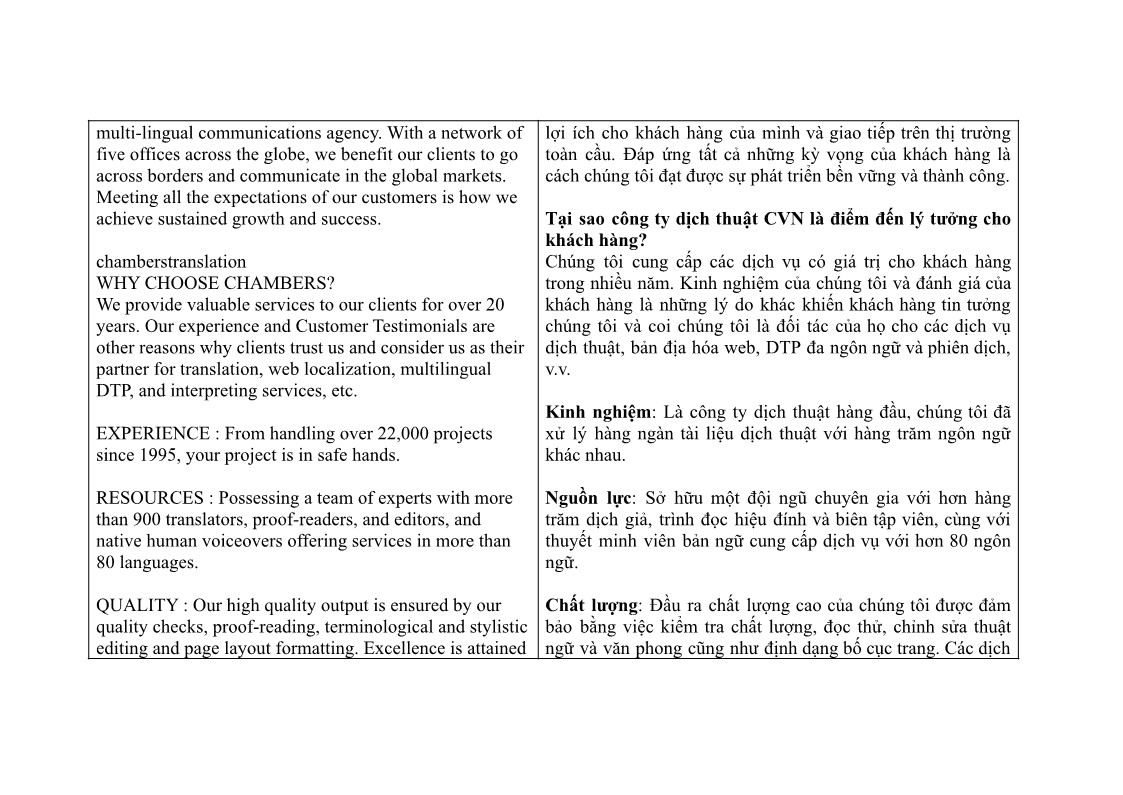 multi-lingual communications agency. With a network of
five offices across the globe, we benefit our clients to go
across borders and communicate in the global markets.
Meeting all the expectations of our customers is how we
achieve sustained growth and success.
chamberstranslation
WHY CHOOSE CHAMBERS?
We provide valuable services to our clients for over 20
years. Our experience and Customer Testimonials are
other reasons why clients trust us and consider us as their
partner for translation, web localization, multilingual
DTP, and interpreting services, etc.
EXPERIENCE : From handling over 22,000 projects
since 1995, your project is in safe hands.
RESOURCES : Possessing a team of experts with more
than 900 translators, proof-readers, and editors, and
native human voiceovers offering services in more than
80 languages.
QUALITY : Our high quality output is ensured by our
quality checks, proof-reading, terminological and stylistic
editing and page layout formatting. Excellence is attained
lợi ích cho khách hàng của mình và giao tiếp trên thị trường
toàn cầu. Đáp ứng tất cả những kỳ vọng của khách hàng là
cách chúng tôi đạt được sự phát triển bền vững và thành công.
Tại sao công ty dịch thuật CVN là điểm đến lý tưởng cho
khách hàng?
Chúng tôi cung cấp các dịch vụ có giá trị cho khách hàng
trong nhiều năm. Kinh nghiệm của chúng tôi và đánh giá của
khách hàng là những lý do khác khiến khách hàng tin tưởng
chúng tôi và coi chúng tôi là đối tác của họ cho các dịch vụ
dịch thuật, bản địa hóa web, DTP đa ngôn ngữ và phiên dịch,
v.v.
Kinh nghiệm: Là công ty dịch thuật hàng đầu, chúng tôi đã
xử lý hàng ngàn tài liệu dịch thuật với hàng trăm ngôn ngữ
khác nhau.
Nguồn lực: Sở hữu một đội ngũ chuyên gia với hơn hàng
trăm dịch giả, trình đọc hiệu đính và biên tập viên, cùng với
thuyết minh viên bản ngữ cung cấp dịch vụ với hơn 80 ngôn
ngữ.
Chất lượng: Đầu ra chất lượng cao của chúng tôi được đảm
bảo bằng việc kiểm tra chất lượng, đọc thử, chỉnh sửa thuật
ngữ và văn phong cũng như định dạng bố cục trang. Các dịch